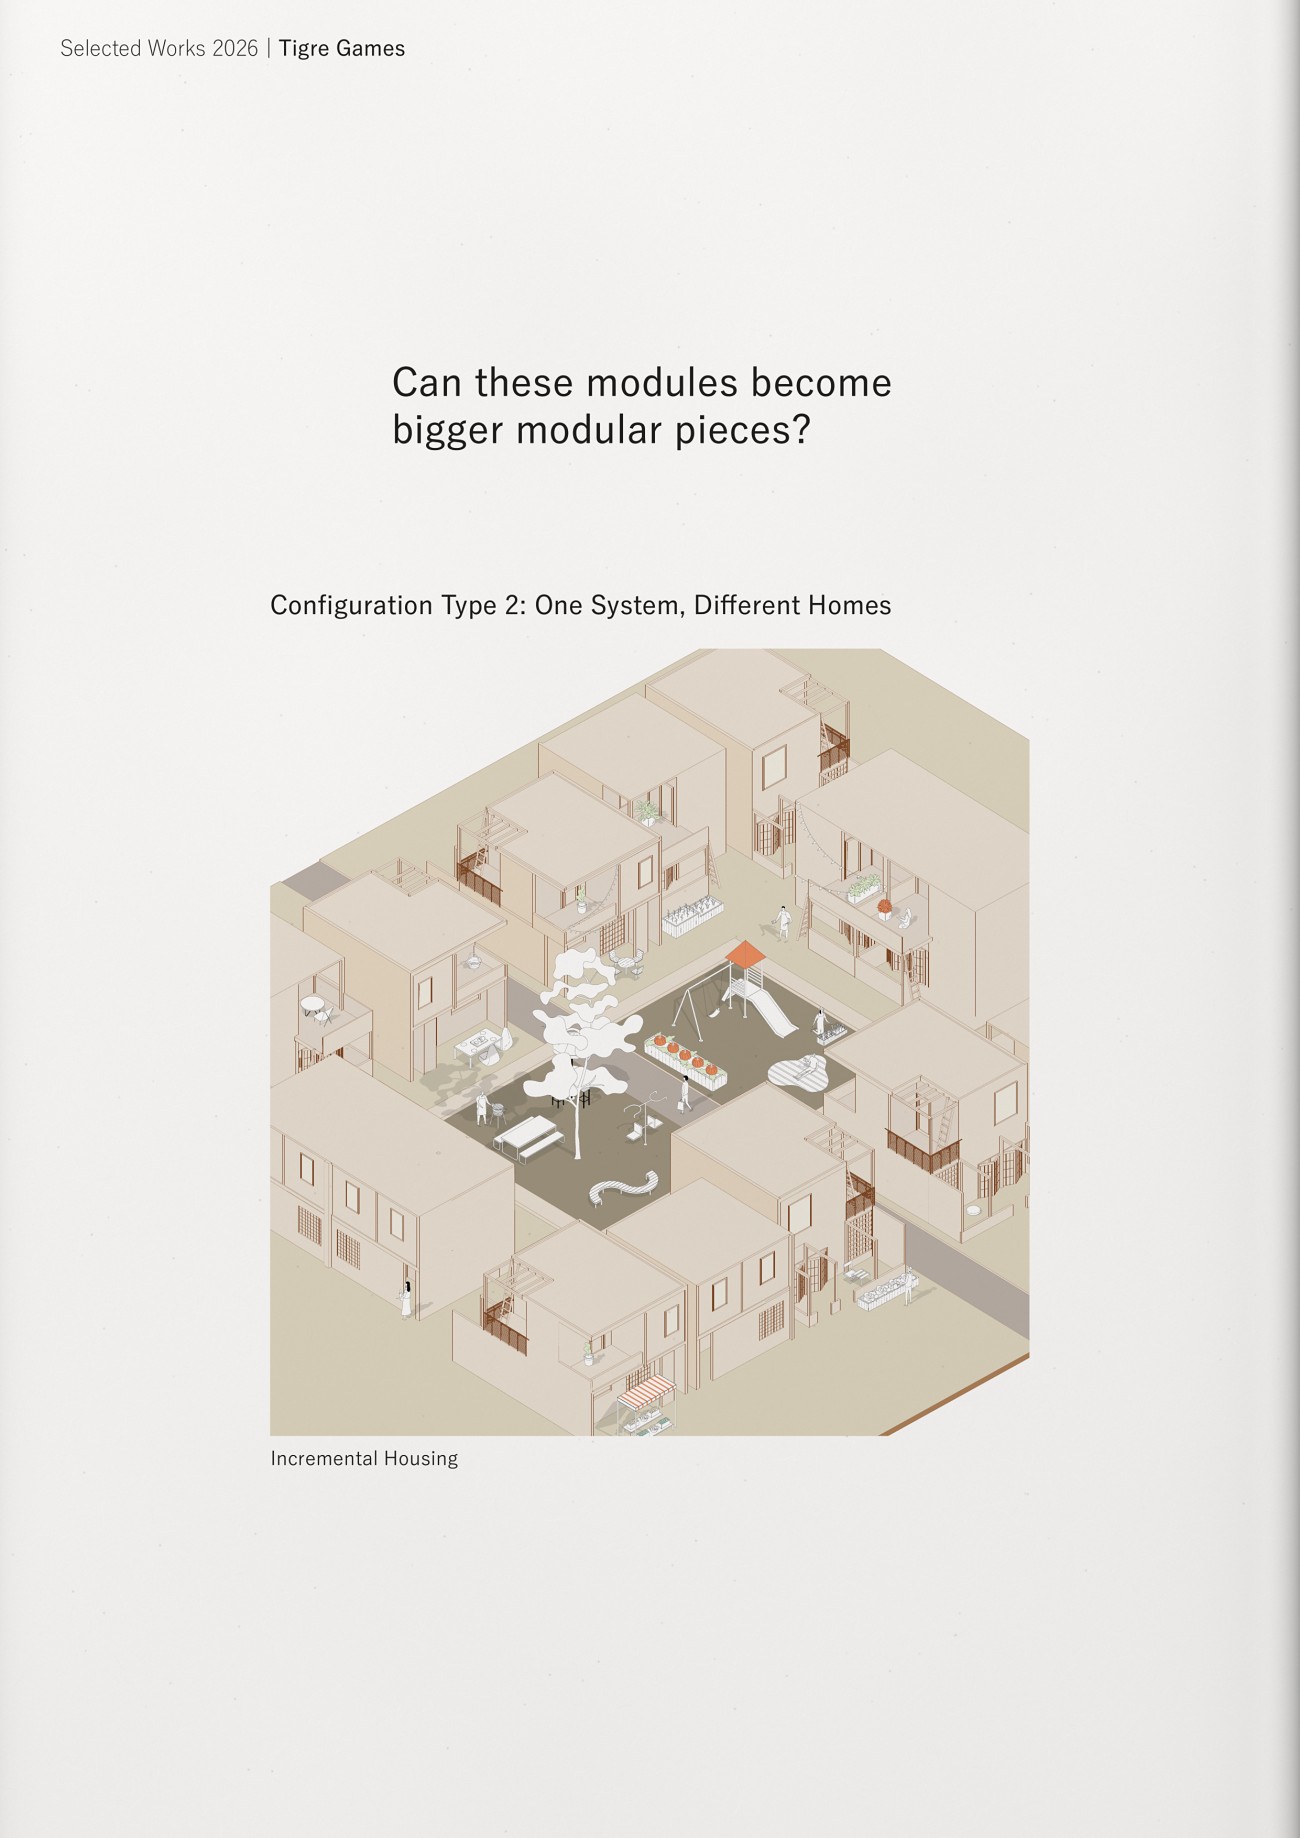 Selected Works 2026 | Tigre Games
Can these modules become
bigger modular pieces?
Configuration Type 2: One System, Different Homes
Incremental Housing